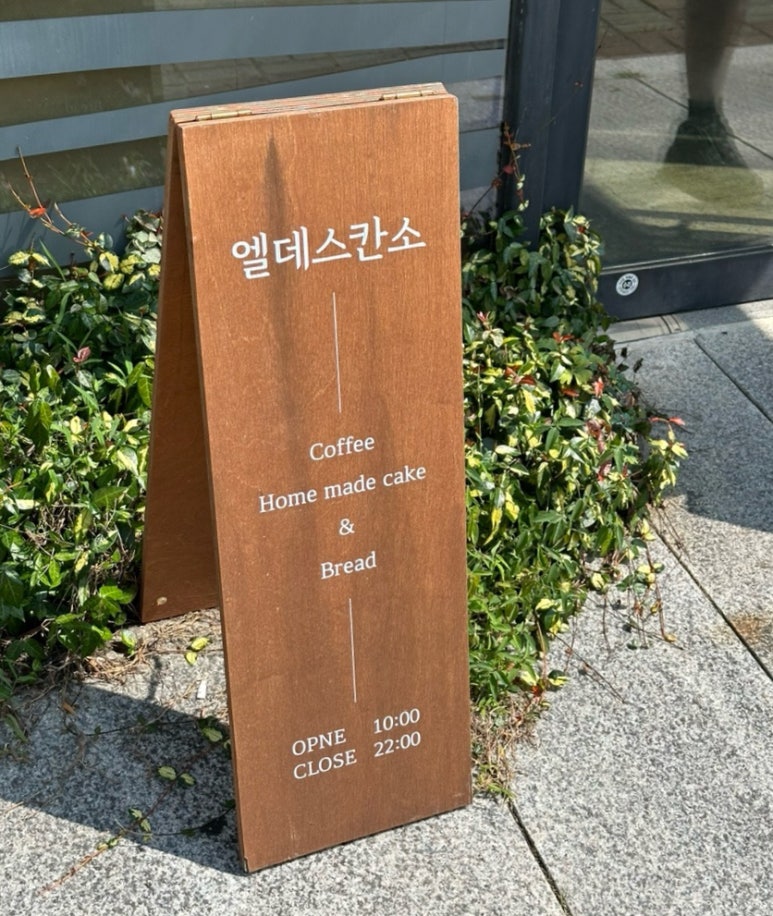 엘데스칸소
Coffee
Home made cake
&
Bread
OPNE 10:00
CLOSE 22:00